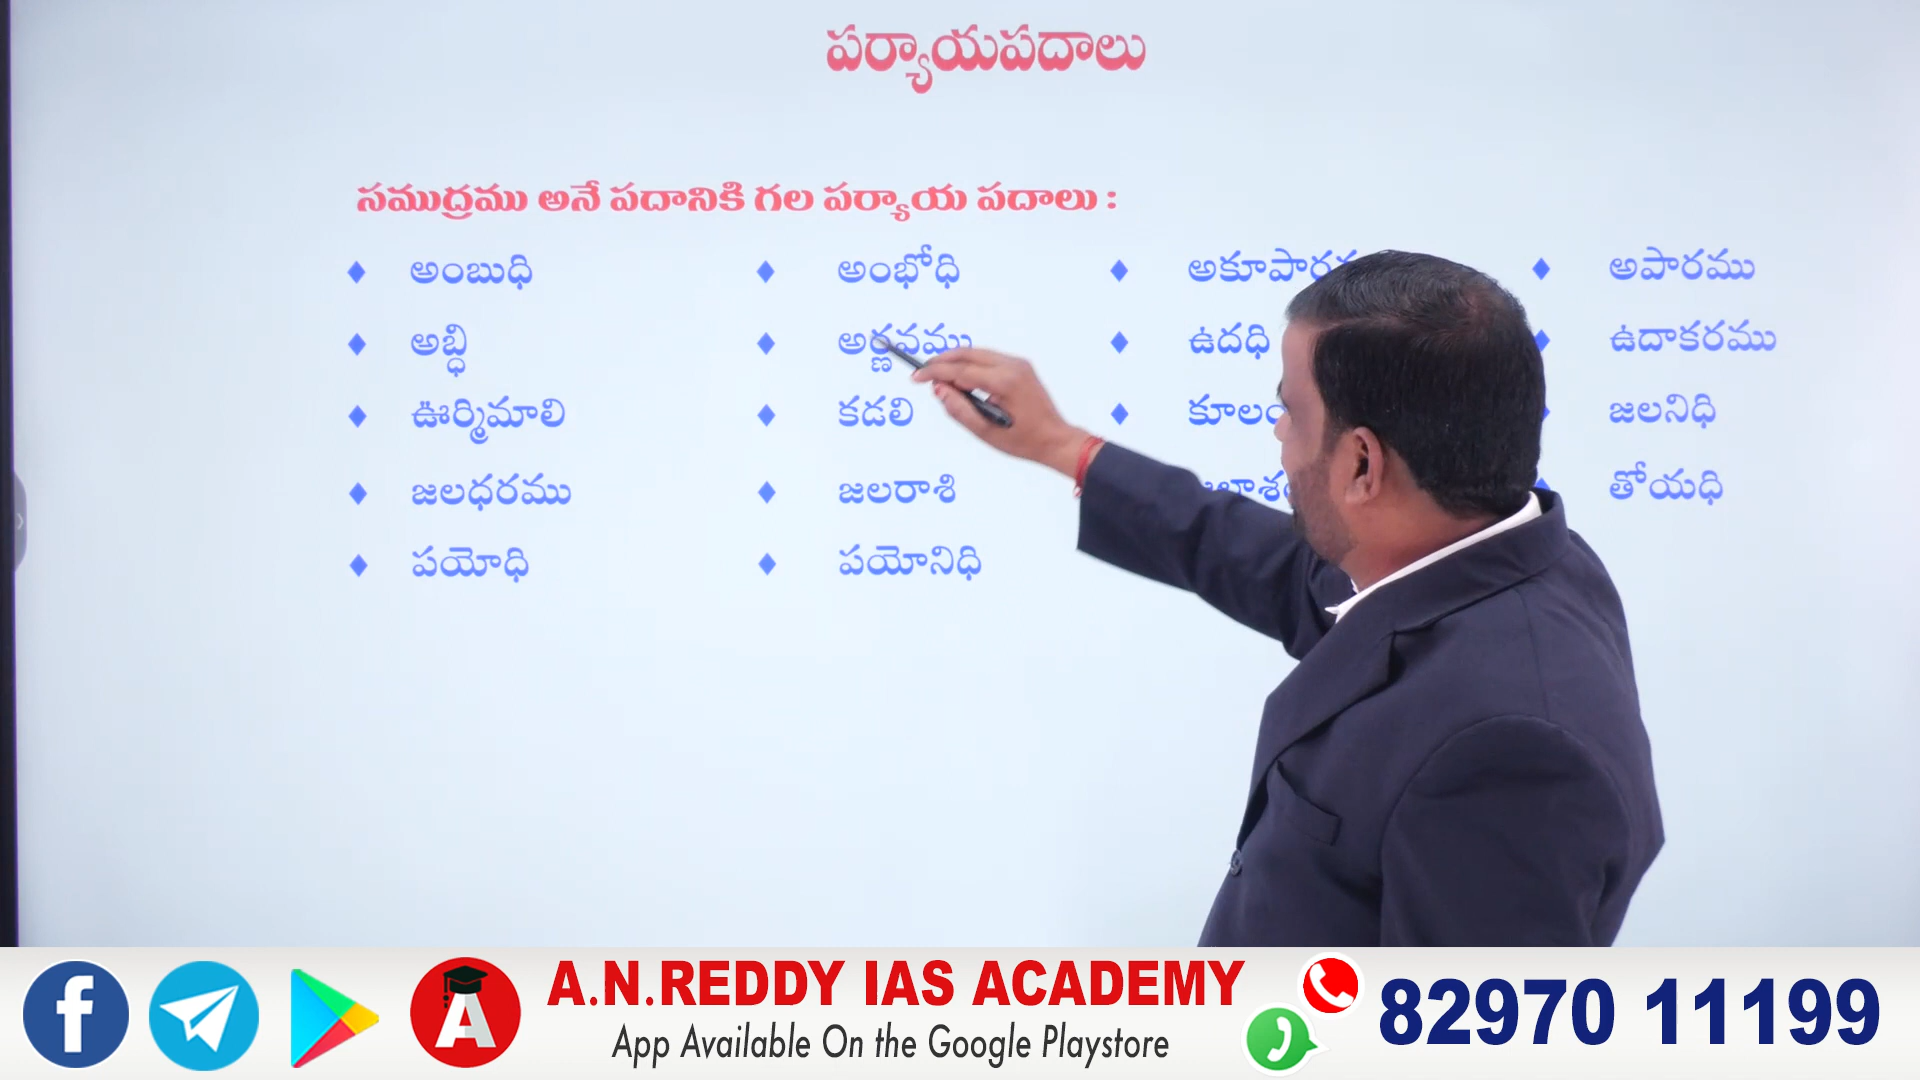 పర్యాయపదాలు
సముద్రము అనే పదానికి గల పర్యాయ పదాలు :
అంబుధి అంభోధి అపారము
అబ్ధి అర్ణవము ఉదధి ఉదాకరము
ఊర్మిమాలి కడలి జలనిధి
జలధరము జలరాశి తోయధి
పయోధి పయోనిధి
A.N.REDDY IAS ACADEMY
App Available On the Google Playstore
82970 11199